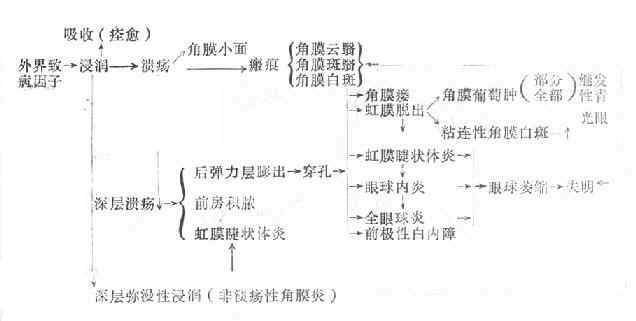 吸收（痊愈）
角膜小面
外界致病因子 → 浸润 → 溃疡 → 瘢痕 {角膜云翳 角膜斑翳 角膜白斑
角膜瘘
虹膜脱出 角膜葡萄肿（部分 全部）继发性青光眼
粘连性角膜白斑 →
虹膜睫状体炎
深层溃疡 → {后弹力层膨出 → 穿孔 →
前房积脓
虹膜睫状体炎
眼球内炎 → 眼球萎缩 → 失明
全眼球炎
前极性白内障
深层弥漫性浸润（非溃疡性角膜炎）